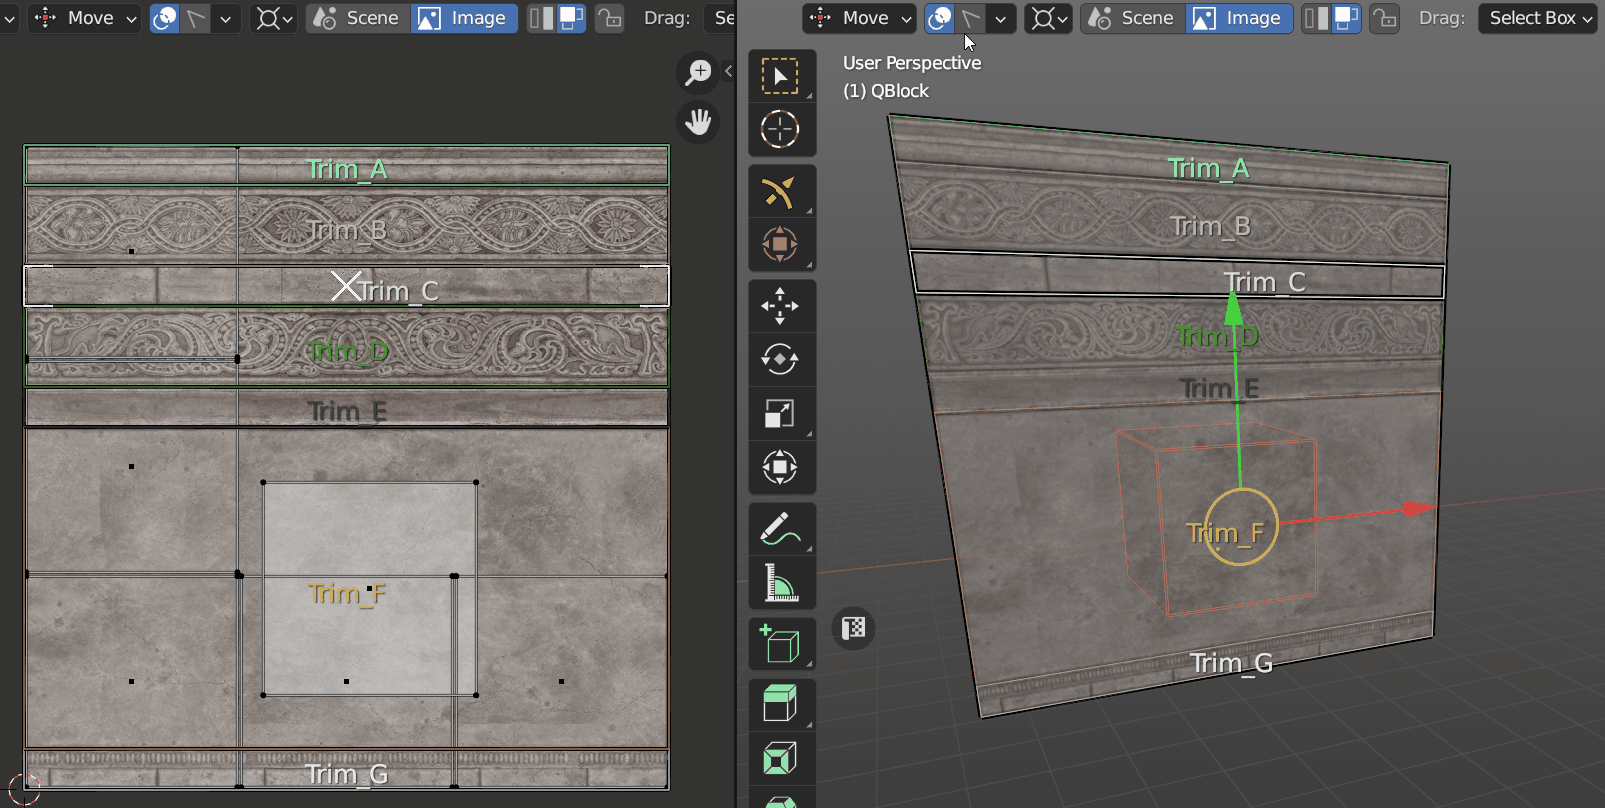 Move
Scene
Image
Drag:
Se
Move
Scene
Image
Drag:
Select Box
User Perspective
(1) QBlock
Trim_A
Trim_B
Trim_C
Trim_D
Trim_E
Trim_F
Trim_G
Trim_A
Trim_B
Trim_C
Trim_D
Trim_E
Trim_F
Trim_G